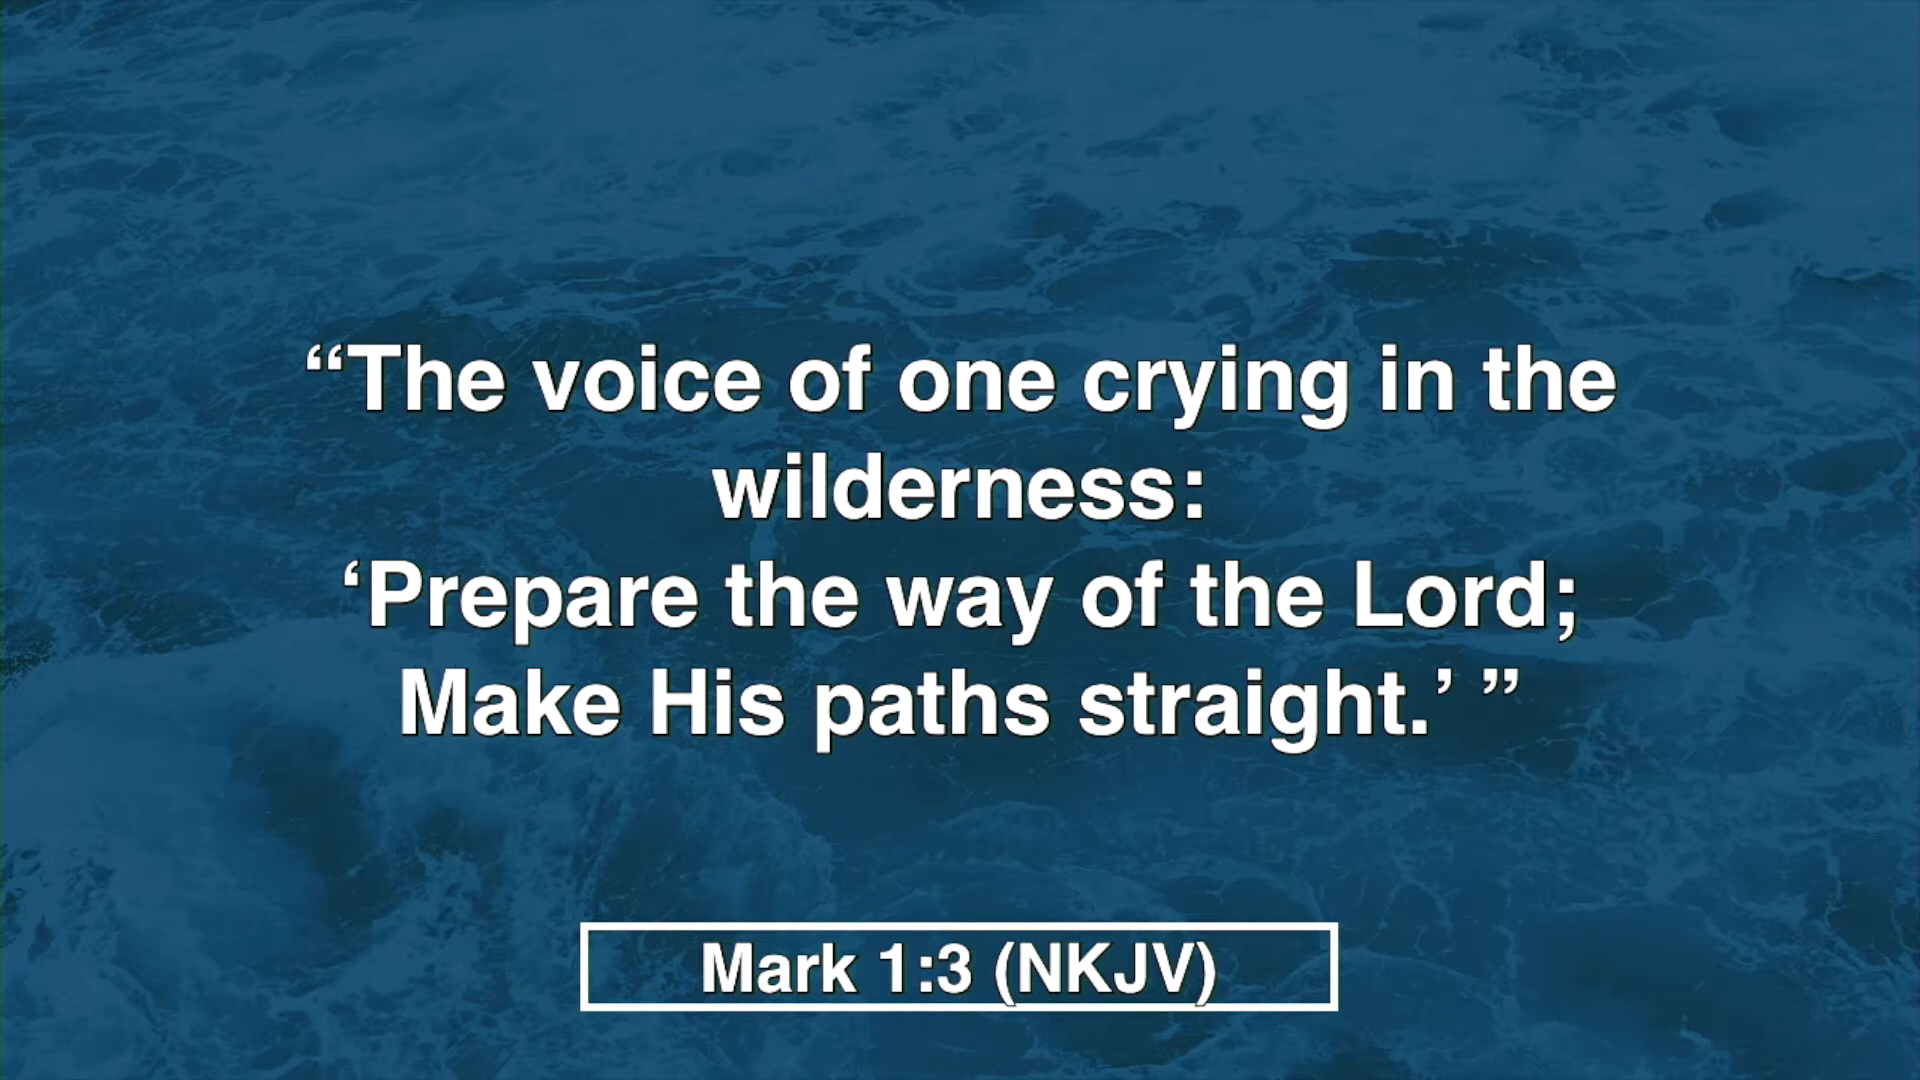 “The voice of one crying in the
wilderness:
‘Prepare the way of the Lord;
Make His paths straight.’ ”
Mark 1:3 (NKJV)